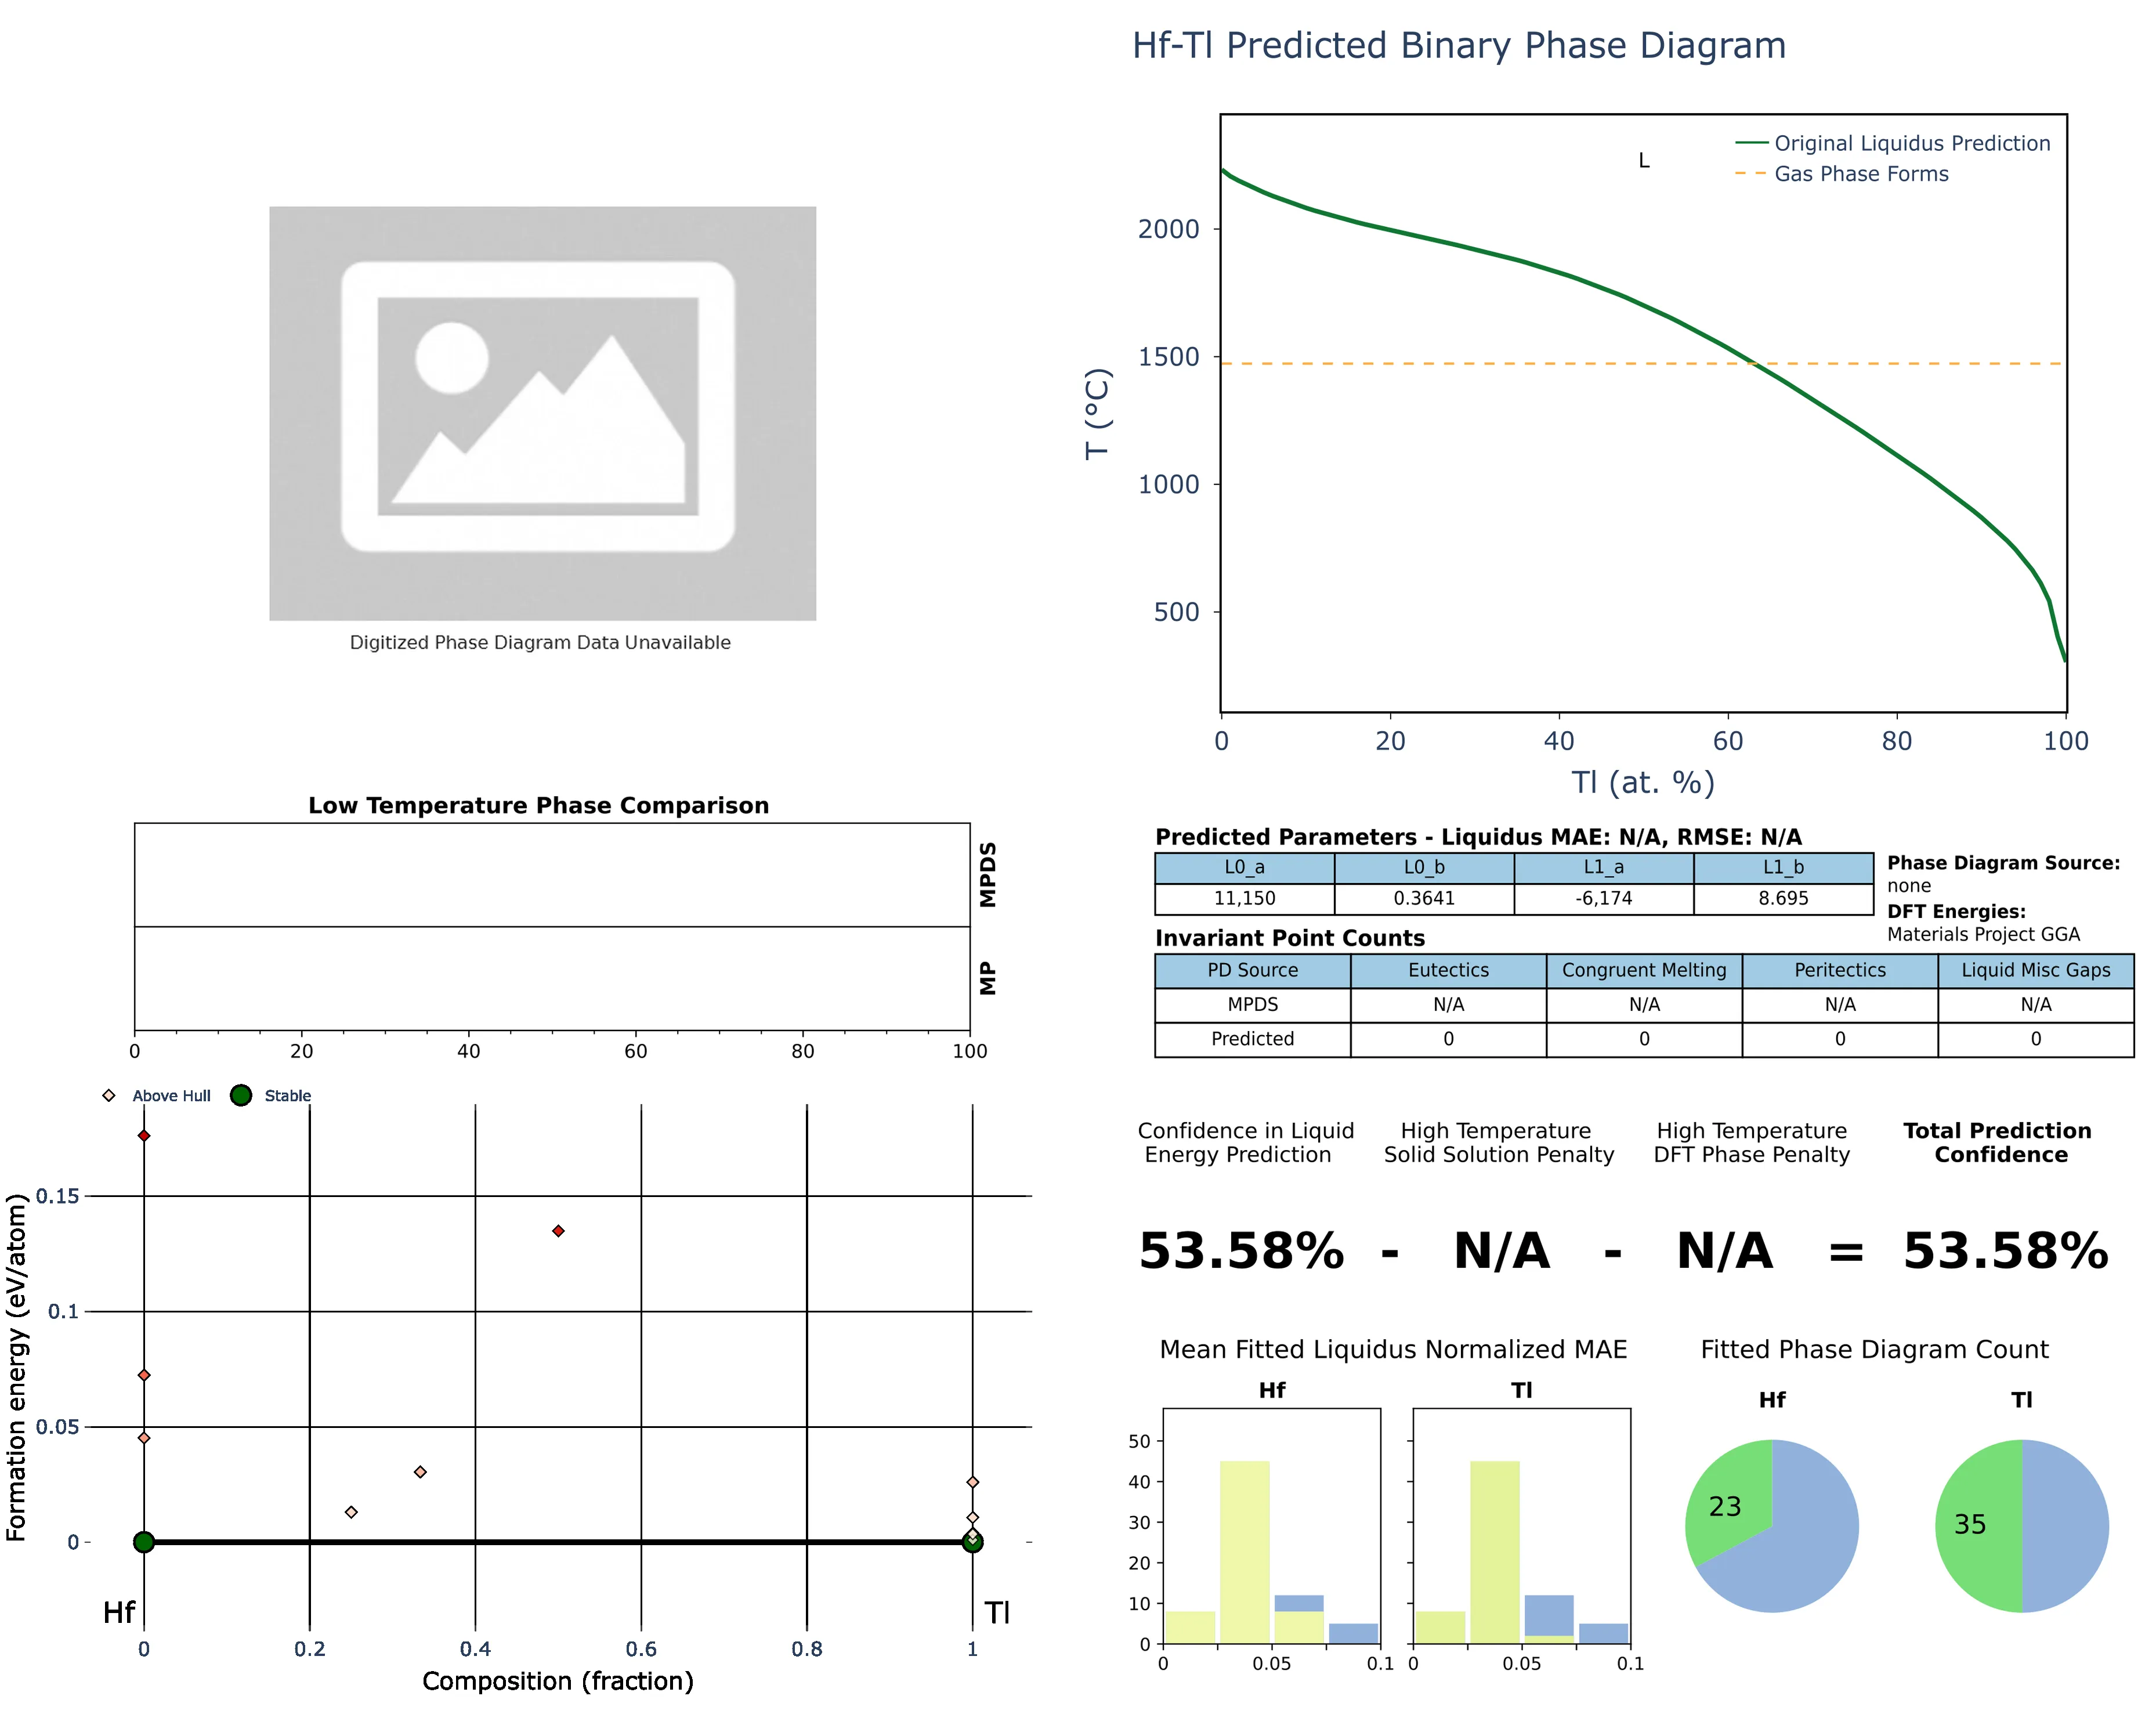 Hf-Tl Predicted Binary Phase Diagram
Original Liquidus Prediction
Gas Phase Forms
L
2000
1500
1000
500
T (°C)
0 20 40 60 80 100
Tl (at. %)
Digitized Phase Diagram Data Unavailable
Low Temperature Phase Comparison
MPDS
MP
0 20 40 60 80 100
Predicted Parameters - Liquidus MAE: N/A, RMSE: N/A
L0_a L0_b L1_a L1_b
11,150 0.3641 -6,174 8.695
Phase Diagram Source:
none
DFT Energies:
Materials Project GGA
Invariant Point Counts
PD Source Eutectics Congruent Melting Peritectics Liquid Misc Gaps
MPDS N/A N/A N/A N/A
Predicted 0 0 0 0
Above Hull Stable
0.15
0.1
0.05
0
Formation energy (eV/atom)
Hf Tl
0 0.2 0.4 0.6 0.8 1
Composition (fraction)
Confidence in Liquid
Energy Prediction
High Temperature
Solid Solution Penalty
High Temperature
DFT Phase Penalty
Total Prediction
Confidence
53.58% - N/A - N/A = 53.58%
Mean Fitted Liquidus Normalized MAE
Hf Tl
50
40
30
20
10
0
0 0.05 0.1 0 0.05 0.1
Fitted Phase Diagram Count
Hf Tl
23 35